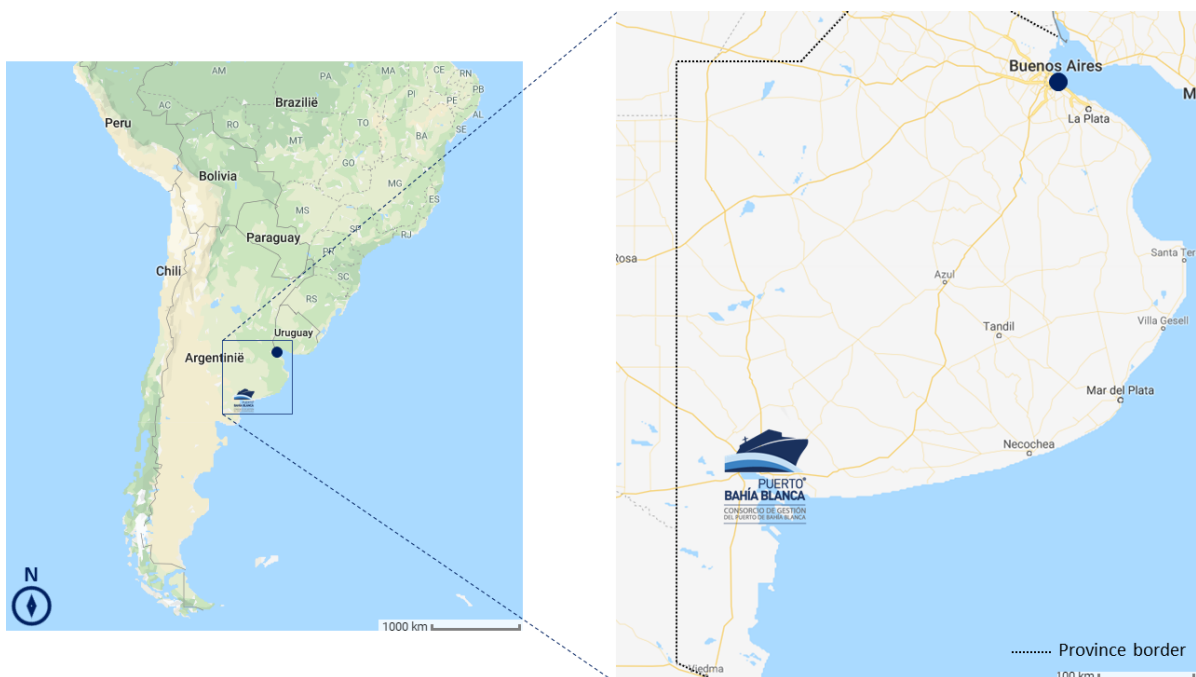 AM
PA
MA
CE
RN
Brazilië
PI
PB
AC
PE
AL
Peru
RO
TO
SE
MT
BA
Bolivia
GO
MG
ES
MS
SP
RJ
Paraguay
PR
Chili
SC
RS
Uruguay
Argentinië
N
1000 km
Buenos Aires
M
La Plata
Rosa
Santa Ter
Azul
Villa Gesell
Tandil
Mar del Plata
Necochea
PUERTO®
BAHÍA BLANCA
CONSORCIO DE GESTIÓN
DEL PUERTO DE BAHÍA BLANCA
Province border
Viedma
100 km